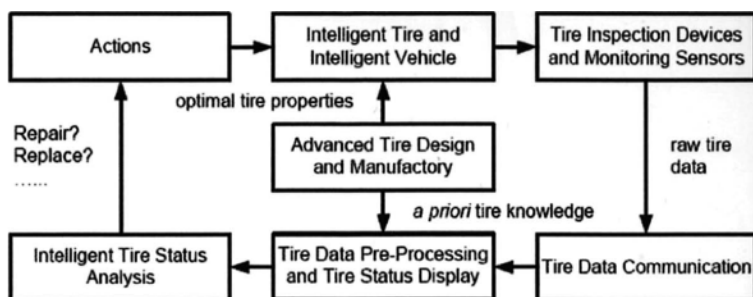 Actions
Intelligent Tire and
Intelligent Vehicle
Tire Inspection Devices
and Monitoring Sensors
optimal tire properties
Repair?
Replace?
......
Advanced Tire Design
and Manufactory
raw tire
data
a priori tire knowledge
Intelligent Tire Status
Analysis
Tire Data Pre-Processing
and Tire Status Display
Tire Data Communication